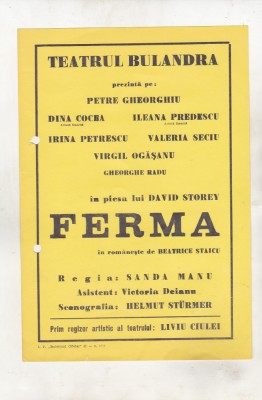 TEATRUL BULANDRA
prezintă pe:
PETRE GHEORGHIU
DINA COCEA ILEANA PREDESCU
IRINA PETRESCU VALERIA SECIU
VIRGIL OGĂȘANU
GHEORGHE RADU
în piesa lui DAVID STOREY
FERMA
în românește de BEATRICE STAICU
Regia: SANDA MANU
Asistent: Victoria Deianu
Scenografia: HELMUT STÜRMER
Prim regizor artistic al teatrului: LIVIU CIULEI